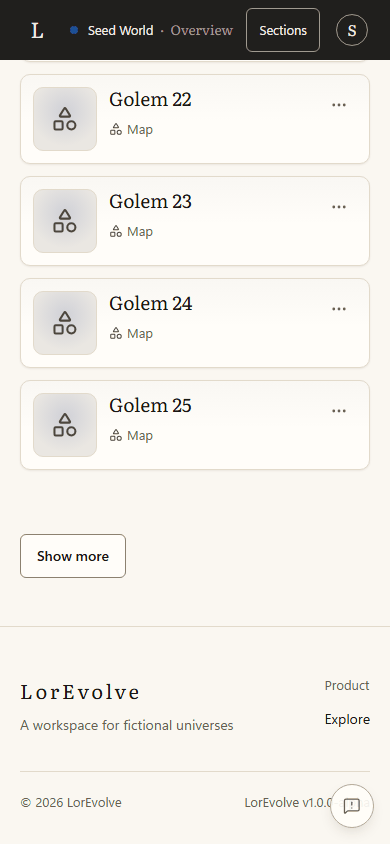 L
Seed World · Overview
Sections
S
Golem 22
Map
Golem 23
Map
Golem 24
Map
Golem 25
Map
Show more
LorEvolve
Product
A workspace for fictional universes
Explore
© 2026 LorEvolve
LorEvolve v1.0.0